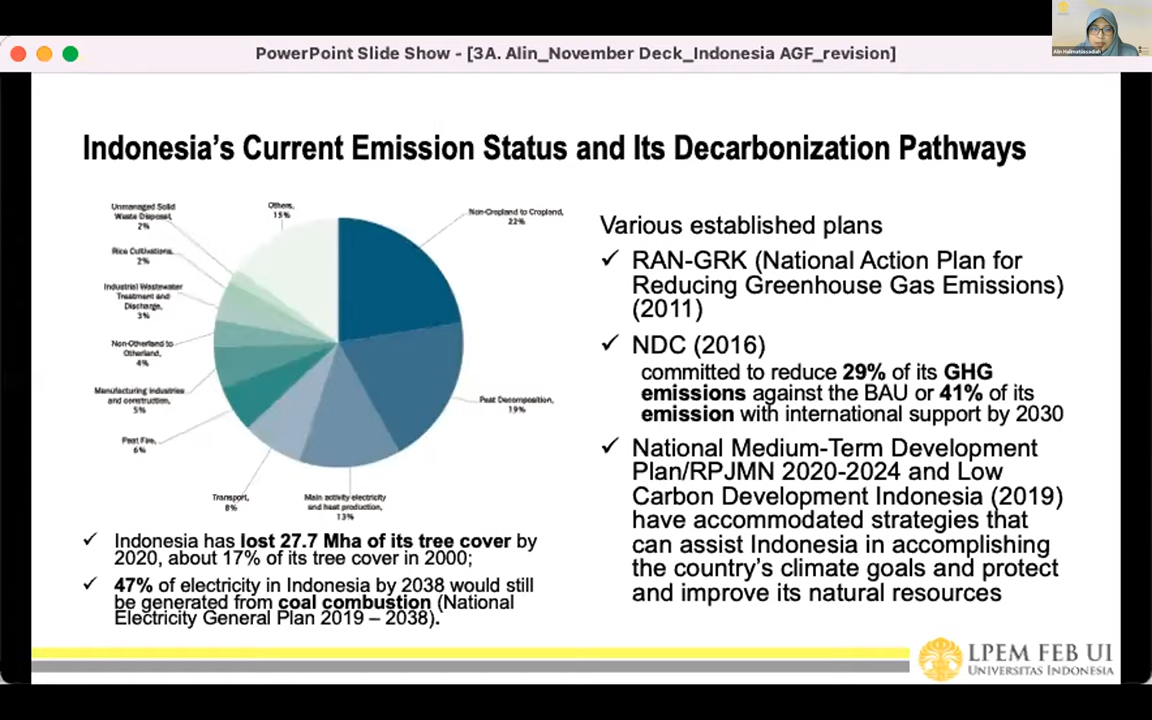 PowerPoint Slide Show - [3A. Alin_November Deck_Indonesia AGF_revision]
Alin Halimatussadiah
Indonesia's Current Emission Status and Its Decarbonization Pathways
Unmanaged Solid
Waste Disposal,
2%
Others,
15%
Non-Cropland to Cropland,
22%
Rice Cultivations,
2%
Industrial Wastewater
Treatment and
Discharge,
3%
Non-Otherland to
Otherland,
4%
Manufacturing Industries
and construction,
5%
Peat Fire,
6%
Transport,
8%
Main activity electricity
and heat production,
13%
Peat Decomposition,
19%
✓ Indonesia has lost 27.7 Mha of its tree cover by
2020, about 17% of its tree cover in 2000;
✓ 47% of electricity in Indonesia by 2038 would still
be generated from coal combustion (National
Electricity General Plan 2019 – 2038).
Various established plans
✓ RAN-GRK (National Action Plan for
Reducing Greenhouse Gas Emissions)
(2011)
✓ NDC (2016)
committed to reduce 29% of its GHG
emissions against the BAU or 41% of its
emission with international support by 2030
✓ National Medium-Term Development
Plan/RPJMN 2020-2024 and Low
Carbon Development Indonesia (2019)
have accommodated strategies that
can assist Indonesia in accomplishing
the country's climate goals and protect
and improve its natural resources
LPEM FEB UI
UNIVERSITAS INDONESIA